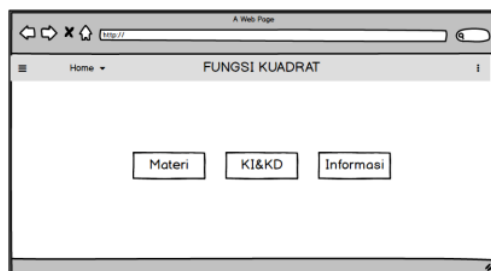 A Web Page
http://
Home
FUNGSI KUADRAT
Materi
KI&KD
Informasi